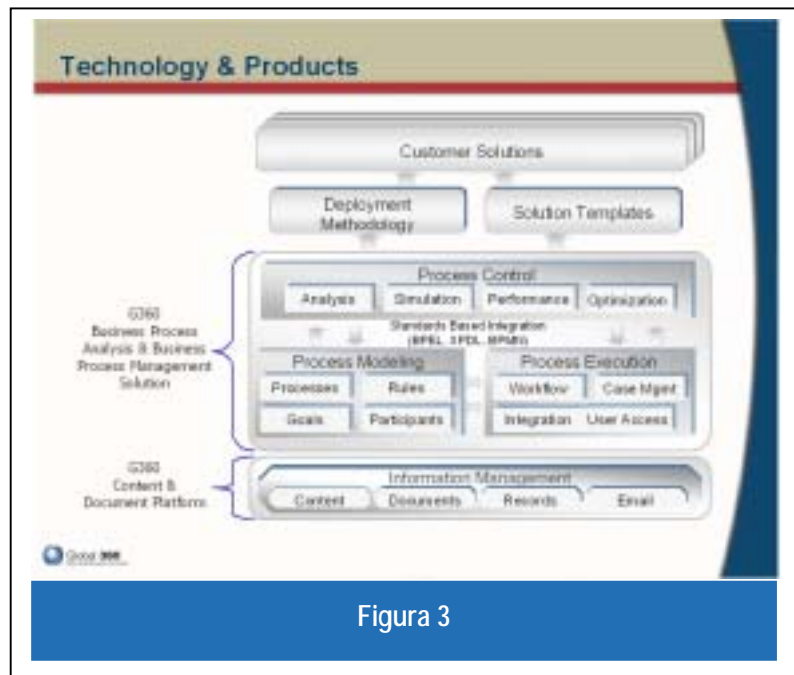 Technology & Products
Customer Solutions
Deployment
Methodology
Solution Templates
Process Control
Analysis
Simulation
Performance
Optimization
G360
Business Process
Analysis & Business
Process Management
Solution
Standards Based Integration
(BPEL, XPDL, BPMN)
Process Modeling
Processes
Rules
Goals
Participants
Process Execution
Workflow
Case Mgmt
Integration
User Access
G360
Content &
Document Platform
Information Management
Content
Documents
Records
Email
Global 360
Figura 3